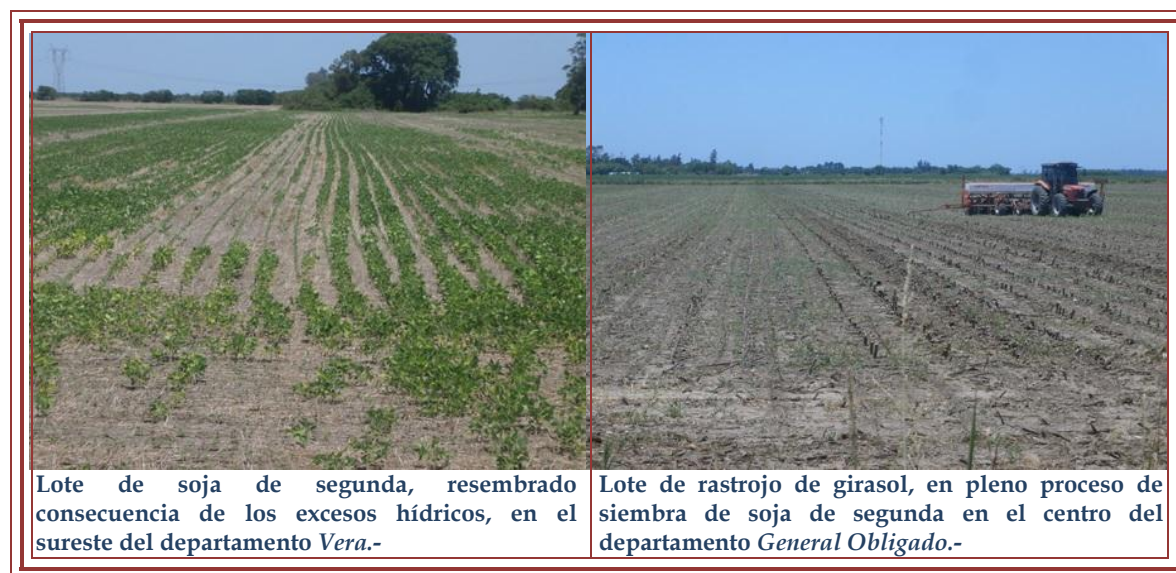 Lote de soja de segunda, resembrado
consecuencia de los excesos hídricos, en el
sureste del departamento Vera.-
Lote de rastrojo de girasol, en pleno proceso de
siembra de soja de segunda en el centro del
departamento General Obligado.-